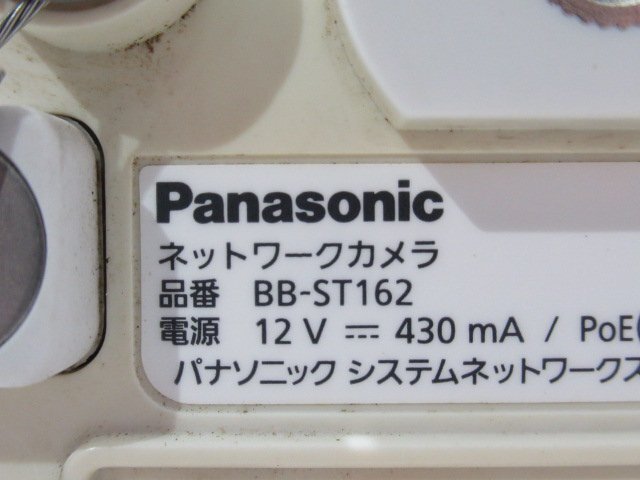 Panasonic
ネットワークカメラ
品番 BB-ST162
電源 12 V ⎓ 430 mA / PoE(
パナソニック システムネットワークス